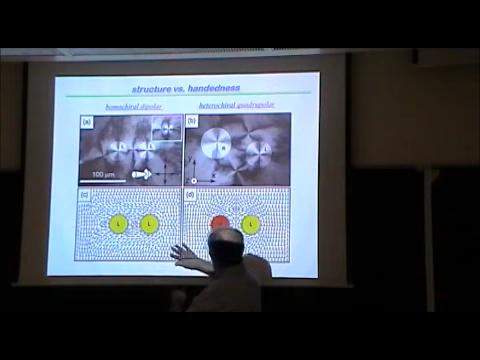 structure vs. handedness
homochiral dipolar
heterochiral quadrupolar
(a)
(b)
L
L
R
L
100 µm
(c)
(d)
L
L
L